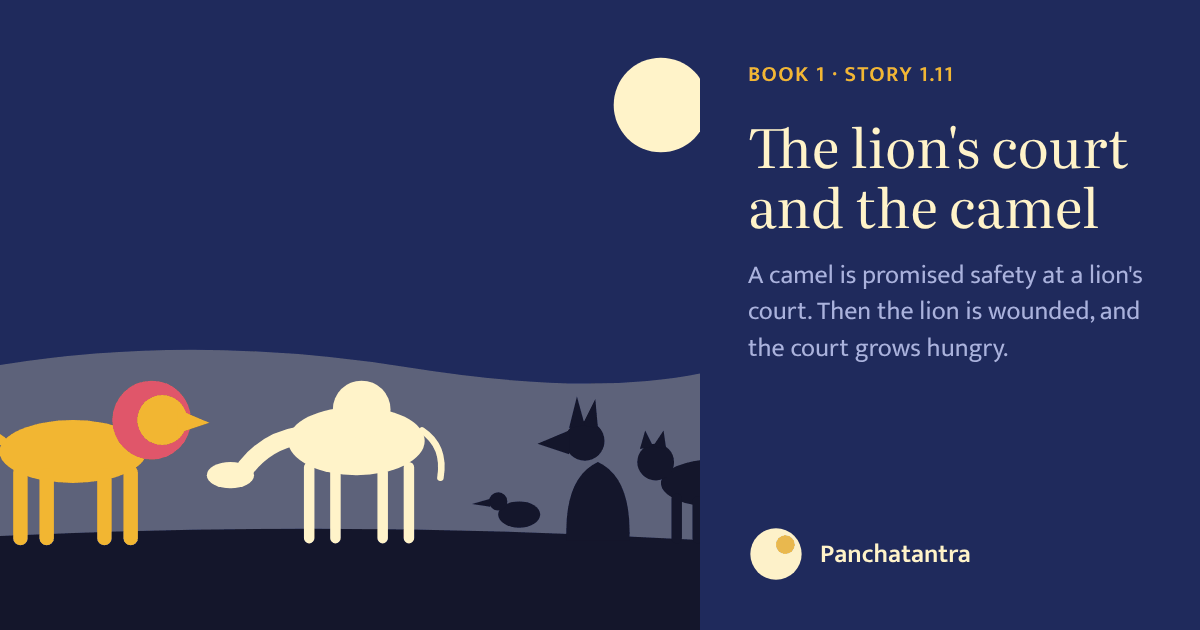 BOOK 1 · STORY 1.11
The lion's court
and the camel
A camel is promised safety at a lion's
court. Then the lion is wounded, and
the court grows hungry.
Panchatantra